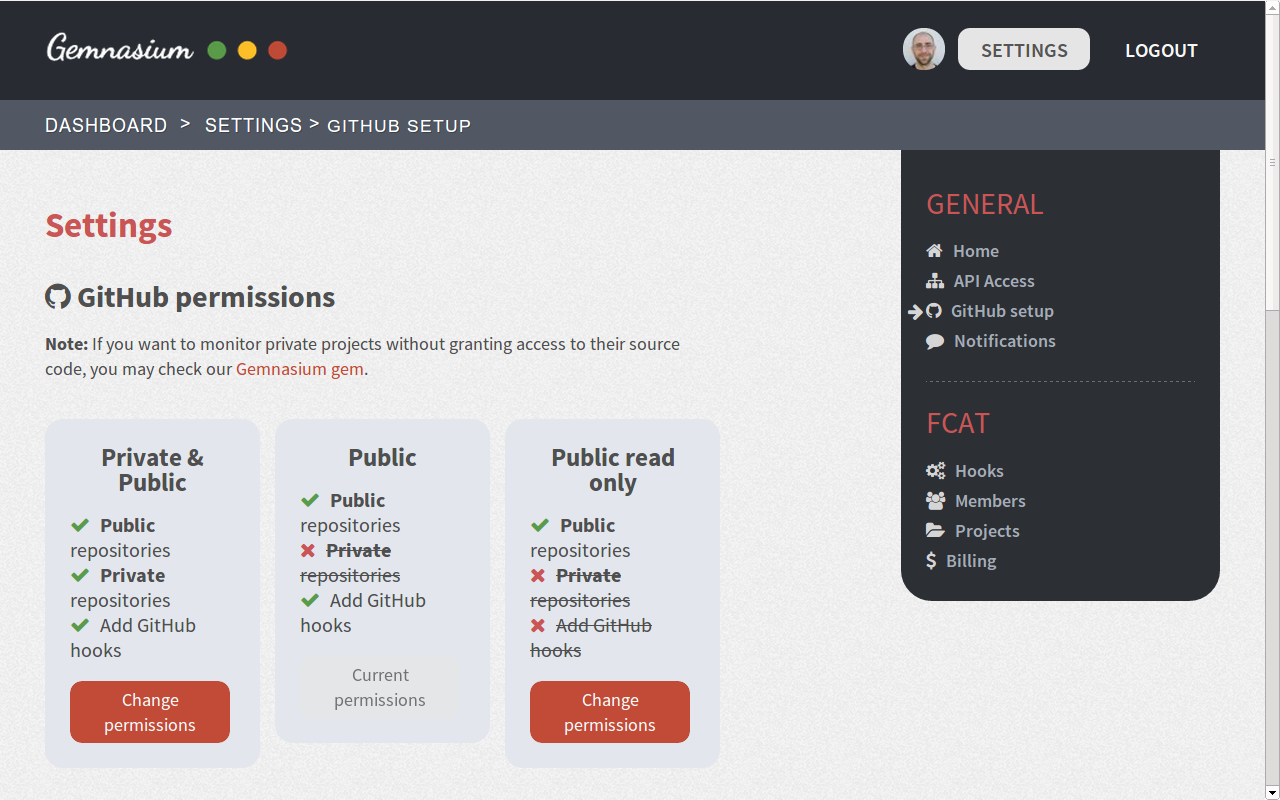 Gemnasium
SETTINGS
LOGOUT
DASHBOARD > SETTINGS > GITHUB SETUP
Settings
GitHub permissions
Note: If you want to monitor private projects without granting access to their source
code, you may check our Gemnasium gem.
Private &
Public
Public
repositories
Private
repositories
Add GitHub
hooks
Change
permissions
Public
Public
repositories
Private
repositories
Add GitHub
hooks
Current
permissions
Public read
only
Public
repositories
Private
repositories
Add GitHub
hooks
Change
permissions
GENERAL
Home
API Access
GitHub setup
Notifications
FCAT
Hooks
Members
Projects
Billing